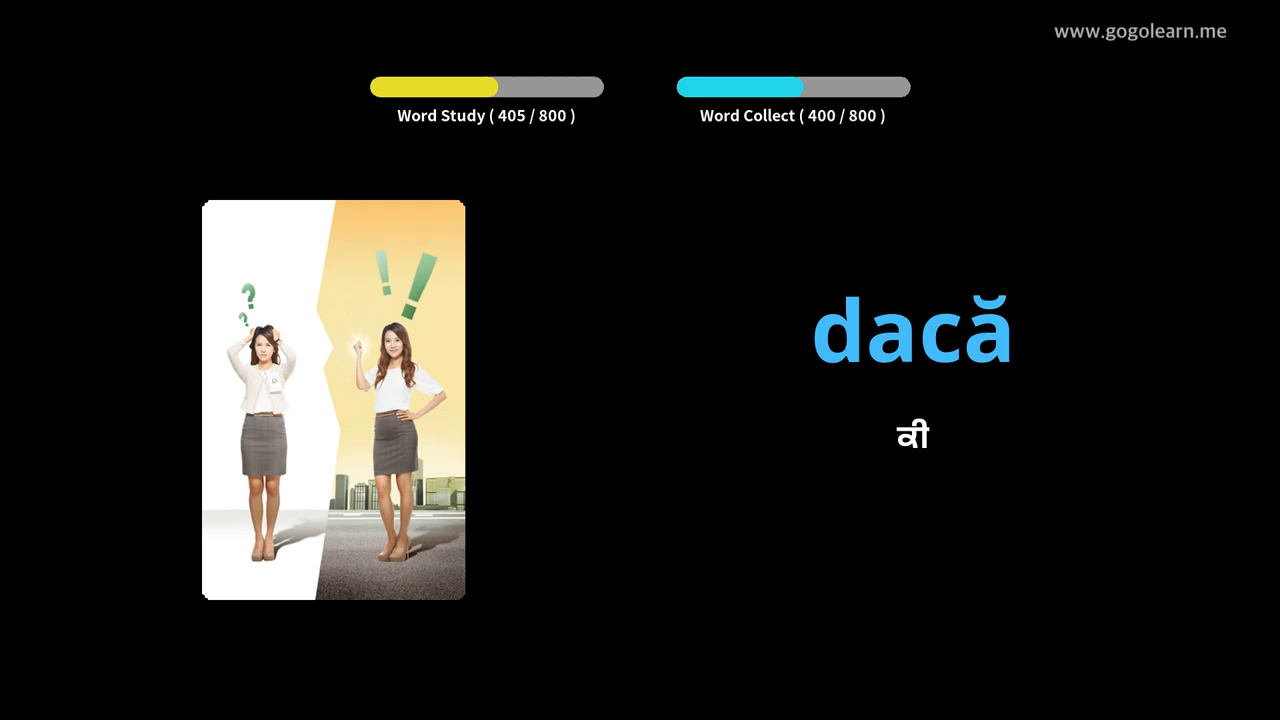 www.gogolearn.me
Word Study ( 405 / 800 )
Word Collect ( 400 / 800 )
? ?
! !
dacă
ਕੀ